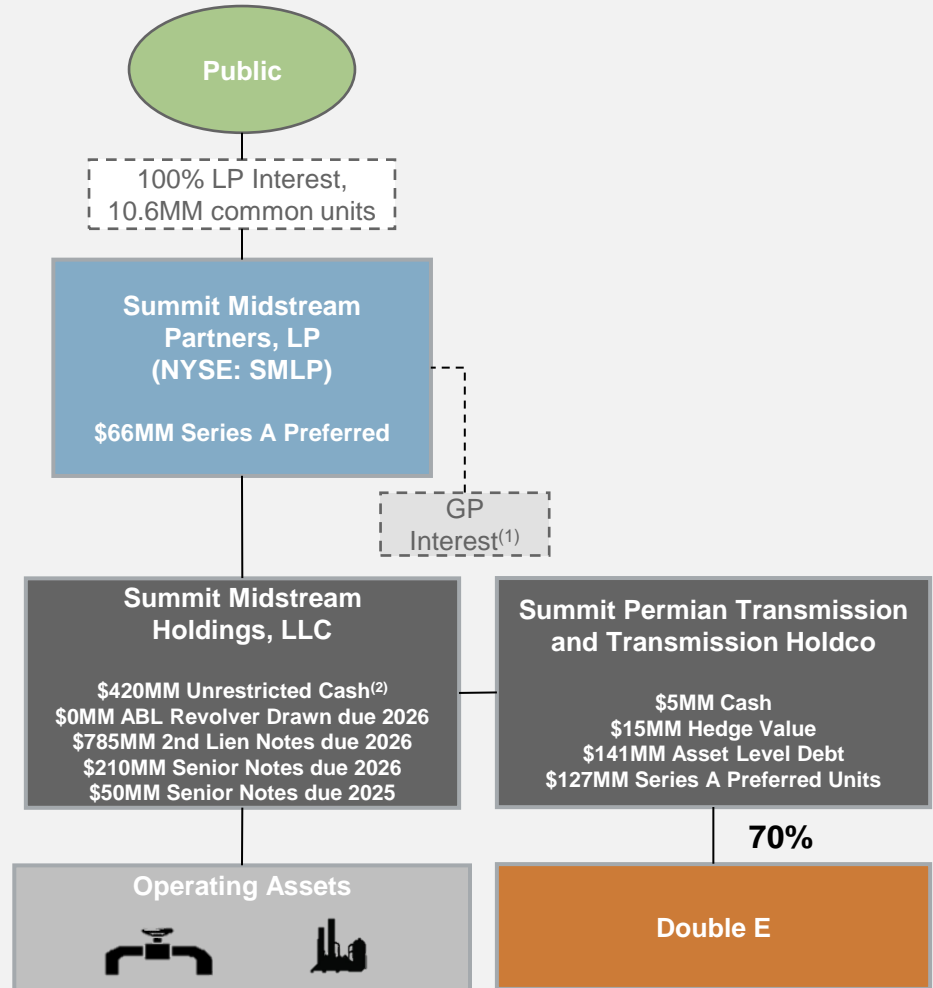 Public
100% LP Interest,
10.6MM common units
Summit Midstream
Partners, LP
(NYSE: SMLP)
$66MM Series A Preferred
GP
Interest(1)
Summit Midstream
Holdings, LLC
$420MM Unrestricted Cash(2)
$0MM ABL Revolver Drawn due 2026
$785MM 2nd Lien Notes due 2026
$210MM Senior Notes due 2026
$50MM Senior Notes due 2025
Summit Permian Transmission
and Transmission Holdco
$5MM Cash
$15MM Hedge Value
$141MM Asset Level Debt
$127MM Series A Preferred Units
70%
Operating Assets
Double E